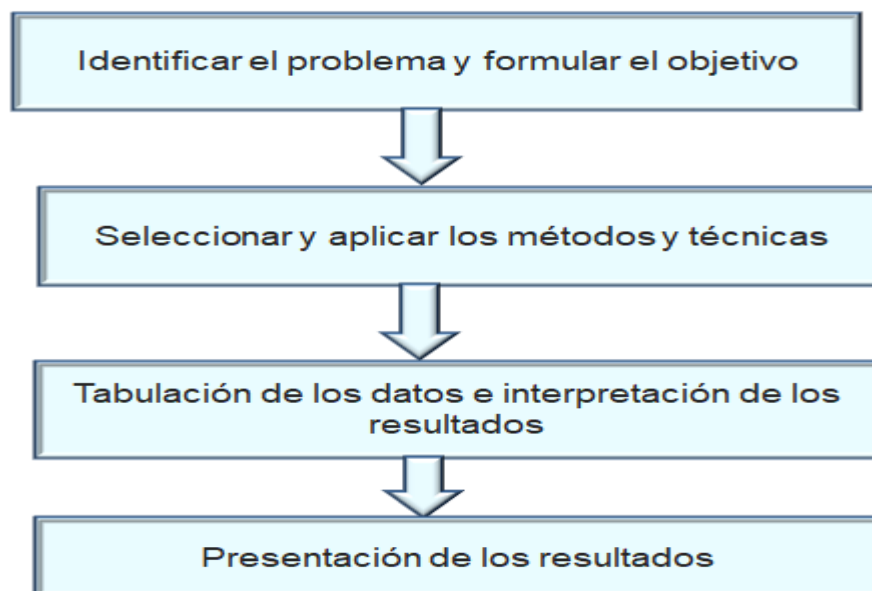 Identificar el problema y formular el objetivo
Seleccionar y aplicar los métodos y técnicas
Tabulación de los datos e interpretación de los
resultados
Presentación de los resultados